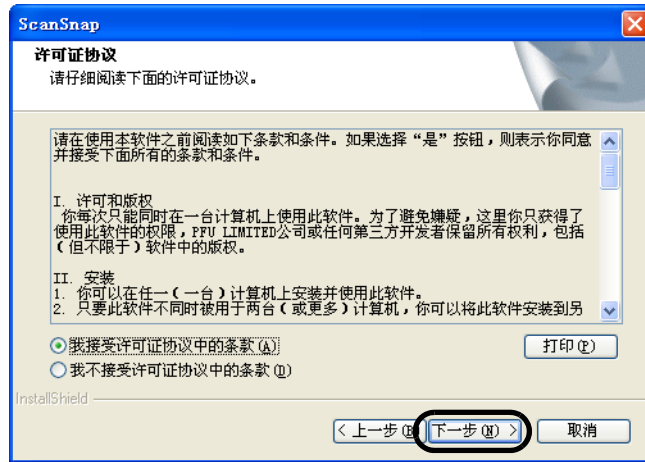 ScanSnap
许可证协议
请仔细阅读下面的许可证协议。
请在使用本软件之前阅读如下条款和条件。如果选择“是”按钮，则表示你同意
并接受下面所有的条款和条件。
I. 许可和版权
你每次只能同时在一台计算机上使用此软件。为了避免嫌疑，这里你只获得了
使用此软件的权限，PFU LIMITED公司或任何第三方开发者保留所有权利，包括
（但不限于）软件中的版权。
II. 安装
1. 你可以在任一（一台）计算机上安装并使用此软件。
2. 只要此软件不同时被用于两台（或更多）计算机，你可以将此软件安装到另
我接受许可证协议中的条款(A)
打印(P)
我不接受许可证协议中的条款(D)
InstallShield
< 上一步(B
下一步(N) >
取消